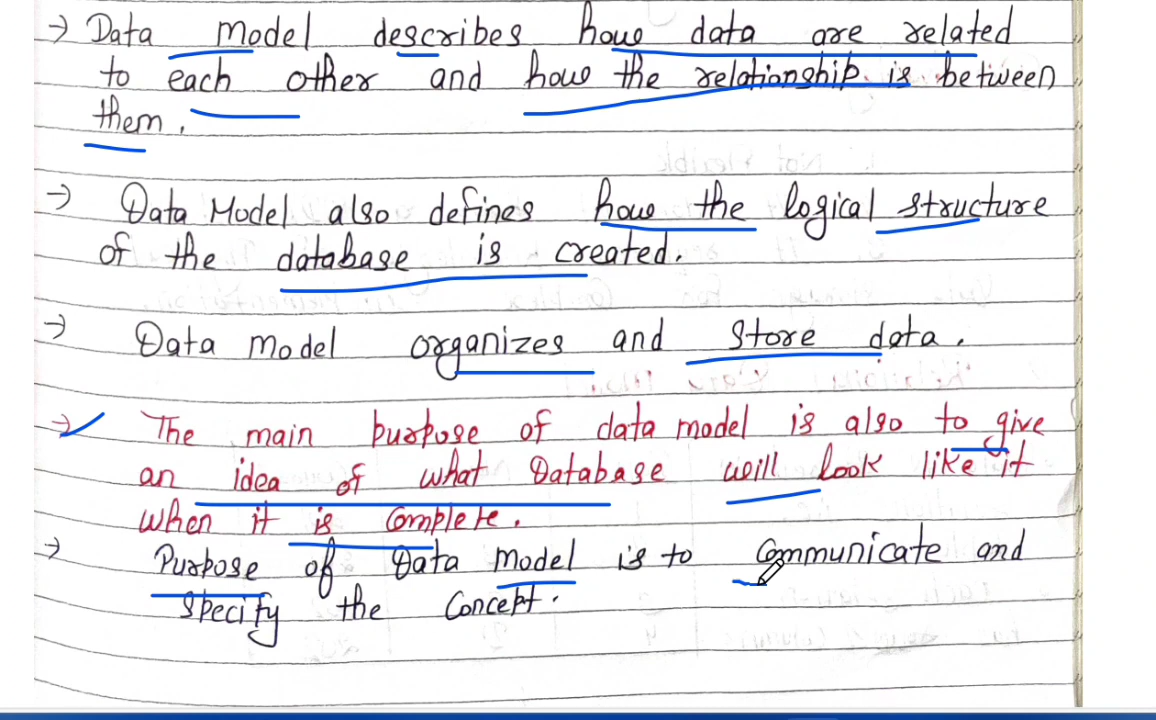 → Data Model describes how data are related
to each other and how the relationship is between
them.
→ Data Model also defines how the logical structure
of the database is created.
→ Data model organizes and store data.
→ The main purpose of data model is also to give
an idea of what Database will look like it
when it is complete.
→ Purpose of Data Model is to Communicate and
specify the Concept.